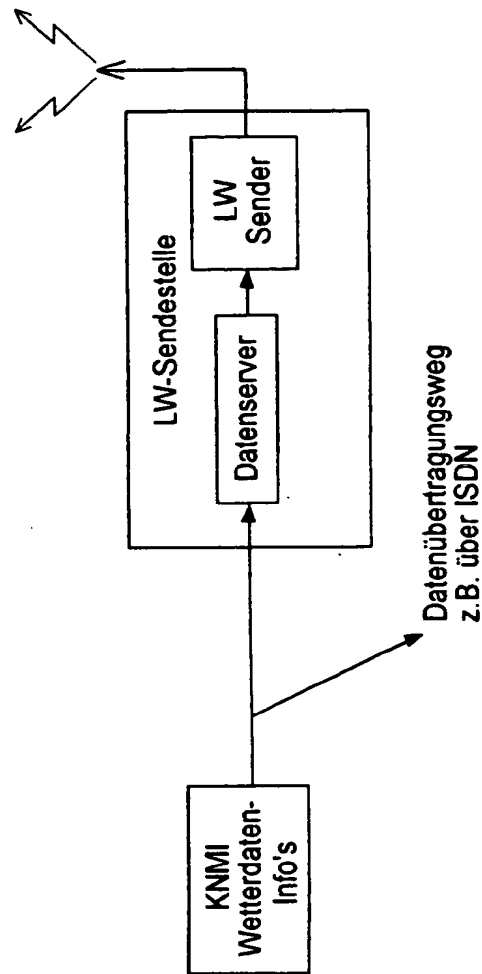 LW-Sendestelle
Datenserver
LW
Sender
KNMI
Wetterdaten-
Info's
Datenübertragungsweg
z.B. über ISDN